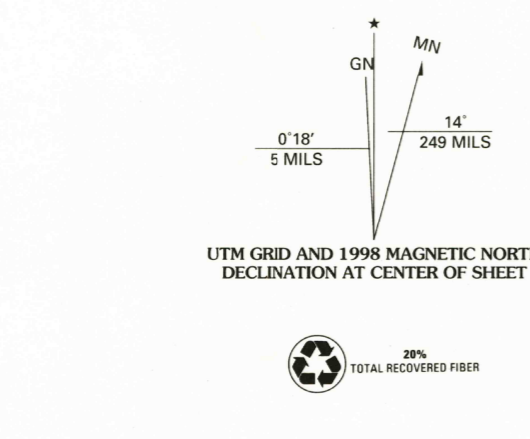 ★
MN
GN
14°
249 MILS
0°18'
5 MILS
UTM GRID AND 1998 MAGNETIC NORT
DECLINATION AT CENTER OF SHEET
20%
TOTAL RECOVERED FIBER